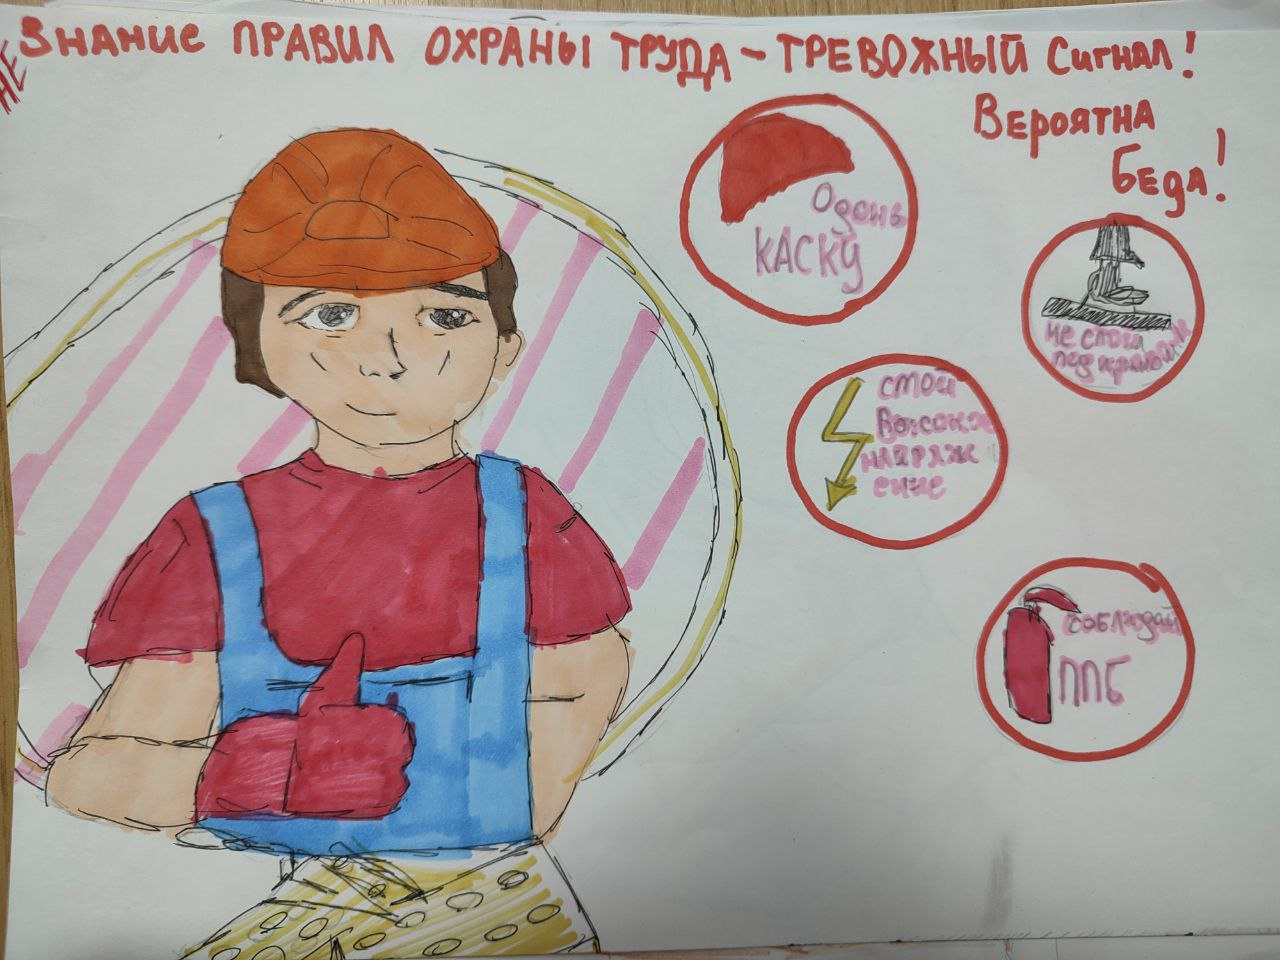 НЕ Знание правил охраны труда – тревожный сигнал!
Вероятна
беда!
Одень
КАСКУ
не стой
под краном
стой
Высокое
напряж
ение
соблюдай
ППБ